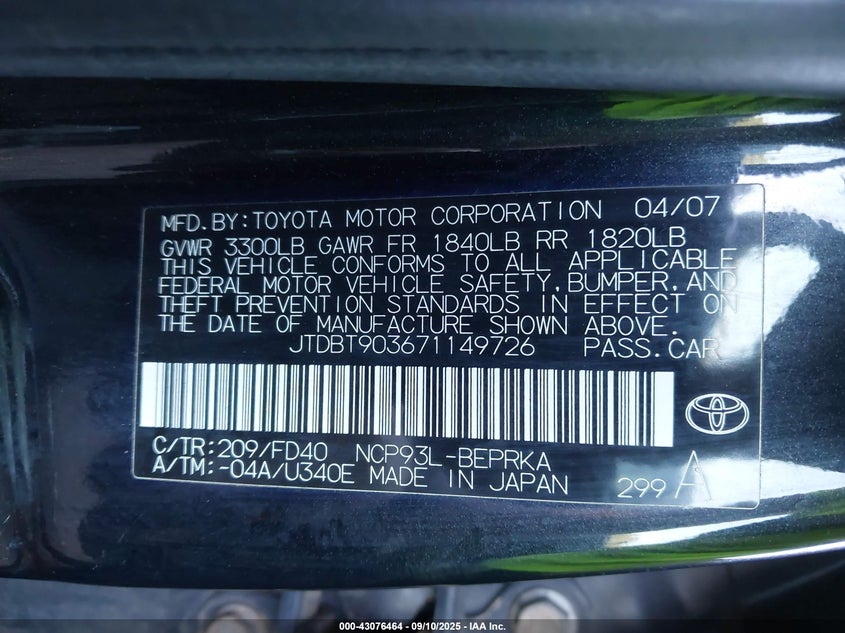 MFD.BY:TOYOTA MOTOR CORPORATION 04/07
GVWR 3300LB GAWR FR 1840LB RR 1820LB
THIS VEHICLE CONFORMS TO ALL APPLICABLE
FEDERAL MOTOR VEHICLE SAFETY,BUMPER,AND
THEFT PREVENTION STANDARDS IN EFFECT ON
THE DATE OF MANUFACTURE SHOWN ABOVE.
JTDBT903671149726 PASS.CAR
C/TR:209/FD40 NCP93L-BEPRKA
A/TM:-04A/U340E MADE IN JAPAN 299 A
000-43076464 - 09/10/2025 - IAA Inc.